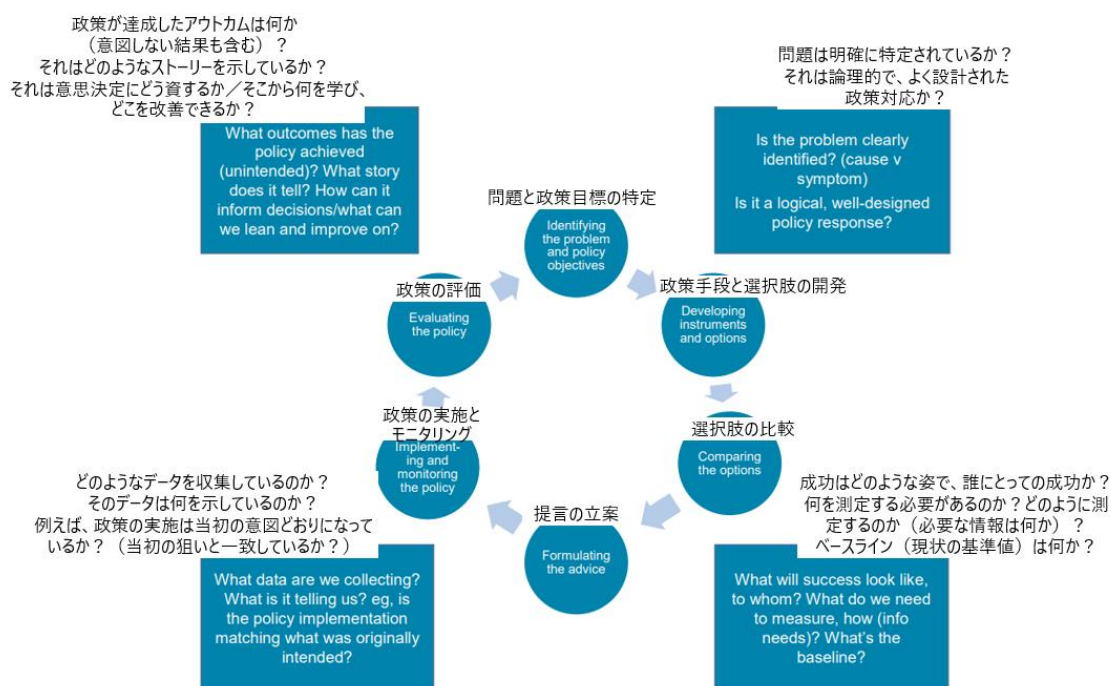 政策が達成したアウトカムは何か
（意図しない結果も含む）？
それはどのようなストーリーを示しているか？
それは意思決定にどう資するか／そこから何を学び、
どこを改善できるか？
What outcomes has the
policy achieved
(unintended)? What story
does it tell? How can it
inform decisions/what can
we lean and improve on?
問題は明確に特定されているか？
それは論理的で、よく設計された
政策対応か？
Is the problem clearly
identified? (cause v
symptom)
Is it a logical, well-designed
policy response?
問題と政策目標の特定
Identifying
the problem
and policy
objectives
政策手段と選択肢の開発
Developing
instruments
and options
選択肢の比較
Comparing
the options
提言の立案
Formulating
the advice
政策の実施と
モニタリング
Implement-
ing and
monitoring
the policy
政策の評価
Evaluating
the policy
どのようなデータを収集しているのか？
そのデータは何を示しているのか？
例えば、政策の実施は当初の意図どおりになって
いるか？（当初の狙いと一致しているか？）
What data are we collecting?
What is it telling us? eg, is
the policy implementation
matching what was originally
intended?
成功はどのような姿で、誰にとっての成功か？
何を測定する必要があるのか？どのように測
定するのか（必要な情報は何か）？
ベースライン（現状の基準値）は何か？
What will success look like,
to whom? What do we need
to measure, how (info
needs)? What's the
baseline?